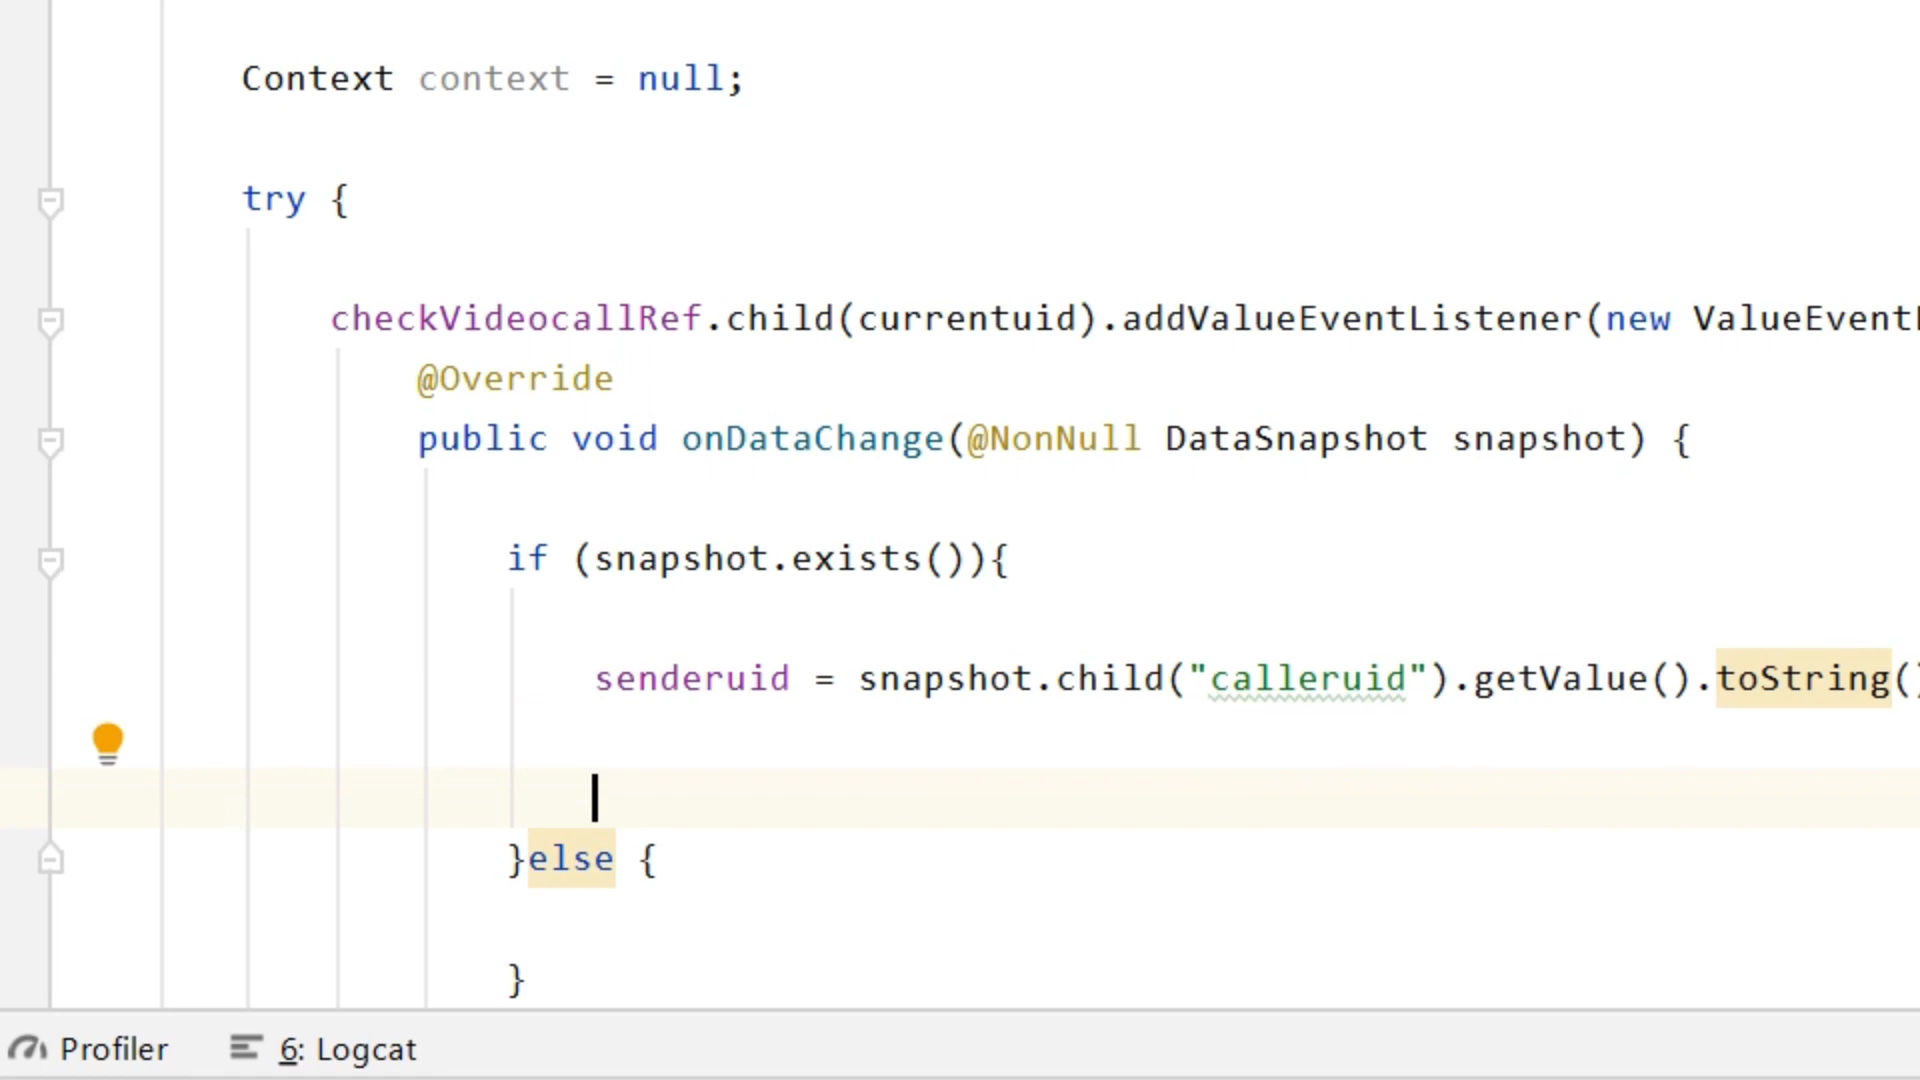 Context context = null;
try {
checkVideocallRef.child(currentuid).addValueEventListener(new ValueEvent
@Override
public void onDataChange(@NonNull DataSnapshot snapshot) {
if (snapshot.exists()){
senderuid = snapshot.child("calleruid").getValue().toString(
}else {
}
Profiler 6: Logcat